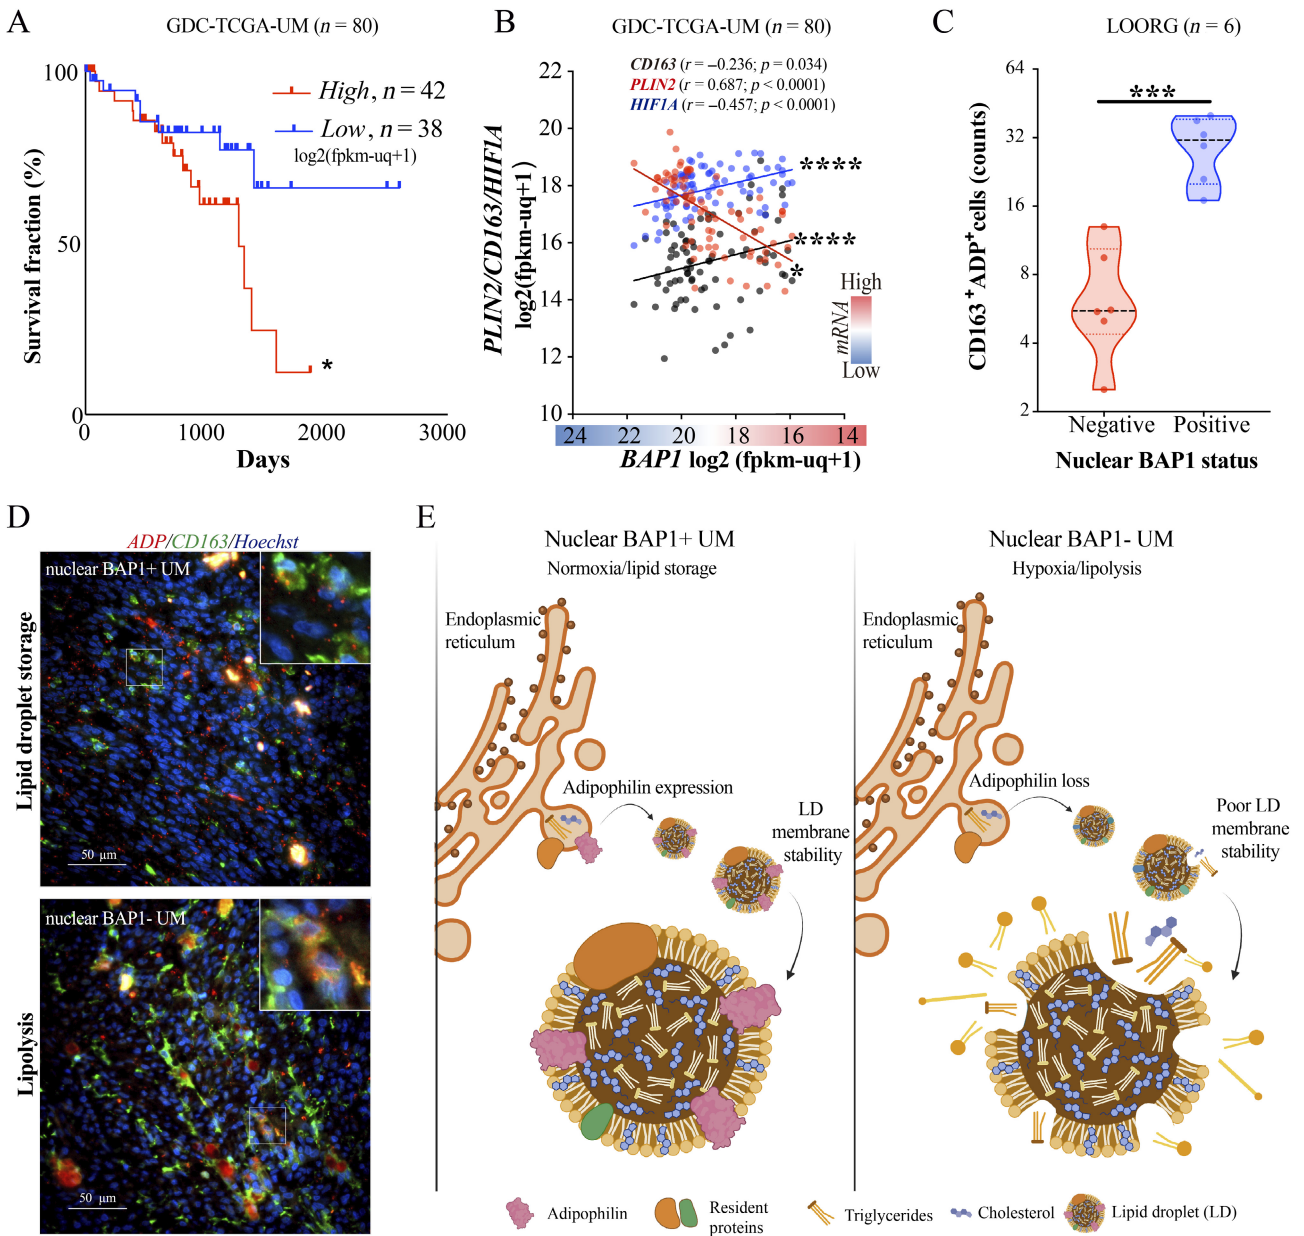 A
GDC-TCGA-UM (n = 80)
100
50
0
Survival fraction (%)
High, n = 42
Low, n = 38
log2(fpkm-uq+1)
*
0
1000
2000
3000
Days
B
GDC-TCGA-UM (n = 80)
CD163 (r = –0.236; p = 0.034)
PLIN2 (r = 0.687; p < 0.0001)
HIF1A (r = –0.457; p < 0.0001)
PLIN2/CD163/HIF1A
log2(fpkm-uq+1)
22
20
18
16
14
12
10
****
****
*
High
mRNA
Low
24
22
20
18
16
14
BAP1 log2 (fpkm-uq+1)
C
LOORG (n = 6)
***
CD163+ADP+cells (counts)
64
32
16
8
4
2
Negative
Positive
Nuclear BAP1 status
D
ADP/CD163/Hoechst
Lipid droplet storage
nuclear BAP1+ UM
50 μm
Lipolysis
nuclear BAP1- UM
50 μm
E
Nuclear BAP1+ UM
Normoxia/lipid storage
Endoplasmic
reticulum
Adipophilin expression
LD
membrane
stability
Nuclear BAP1- UM
Hypoxia/lipolysis
Endoplasmic
reticulum
Adipophilin loss
Poor LD
membrane
stability
Adipophilin
Resident
proteins
Triglycerides
Cholesterol
Lipid droplet (LD)